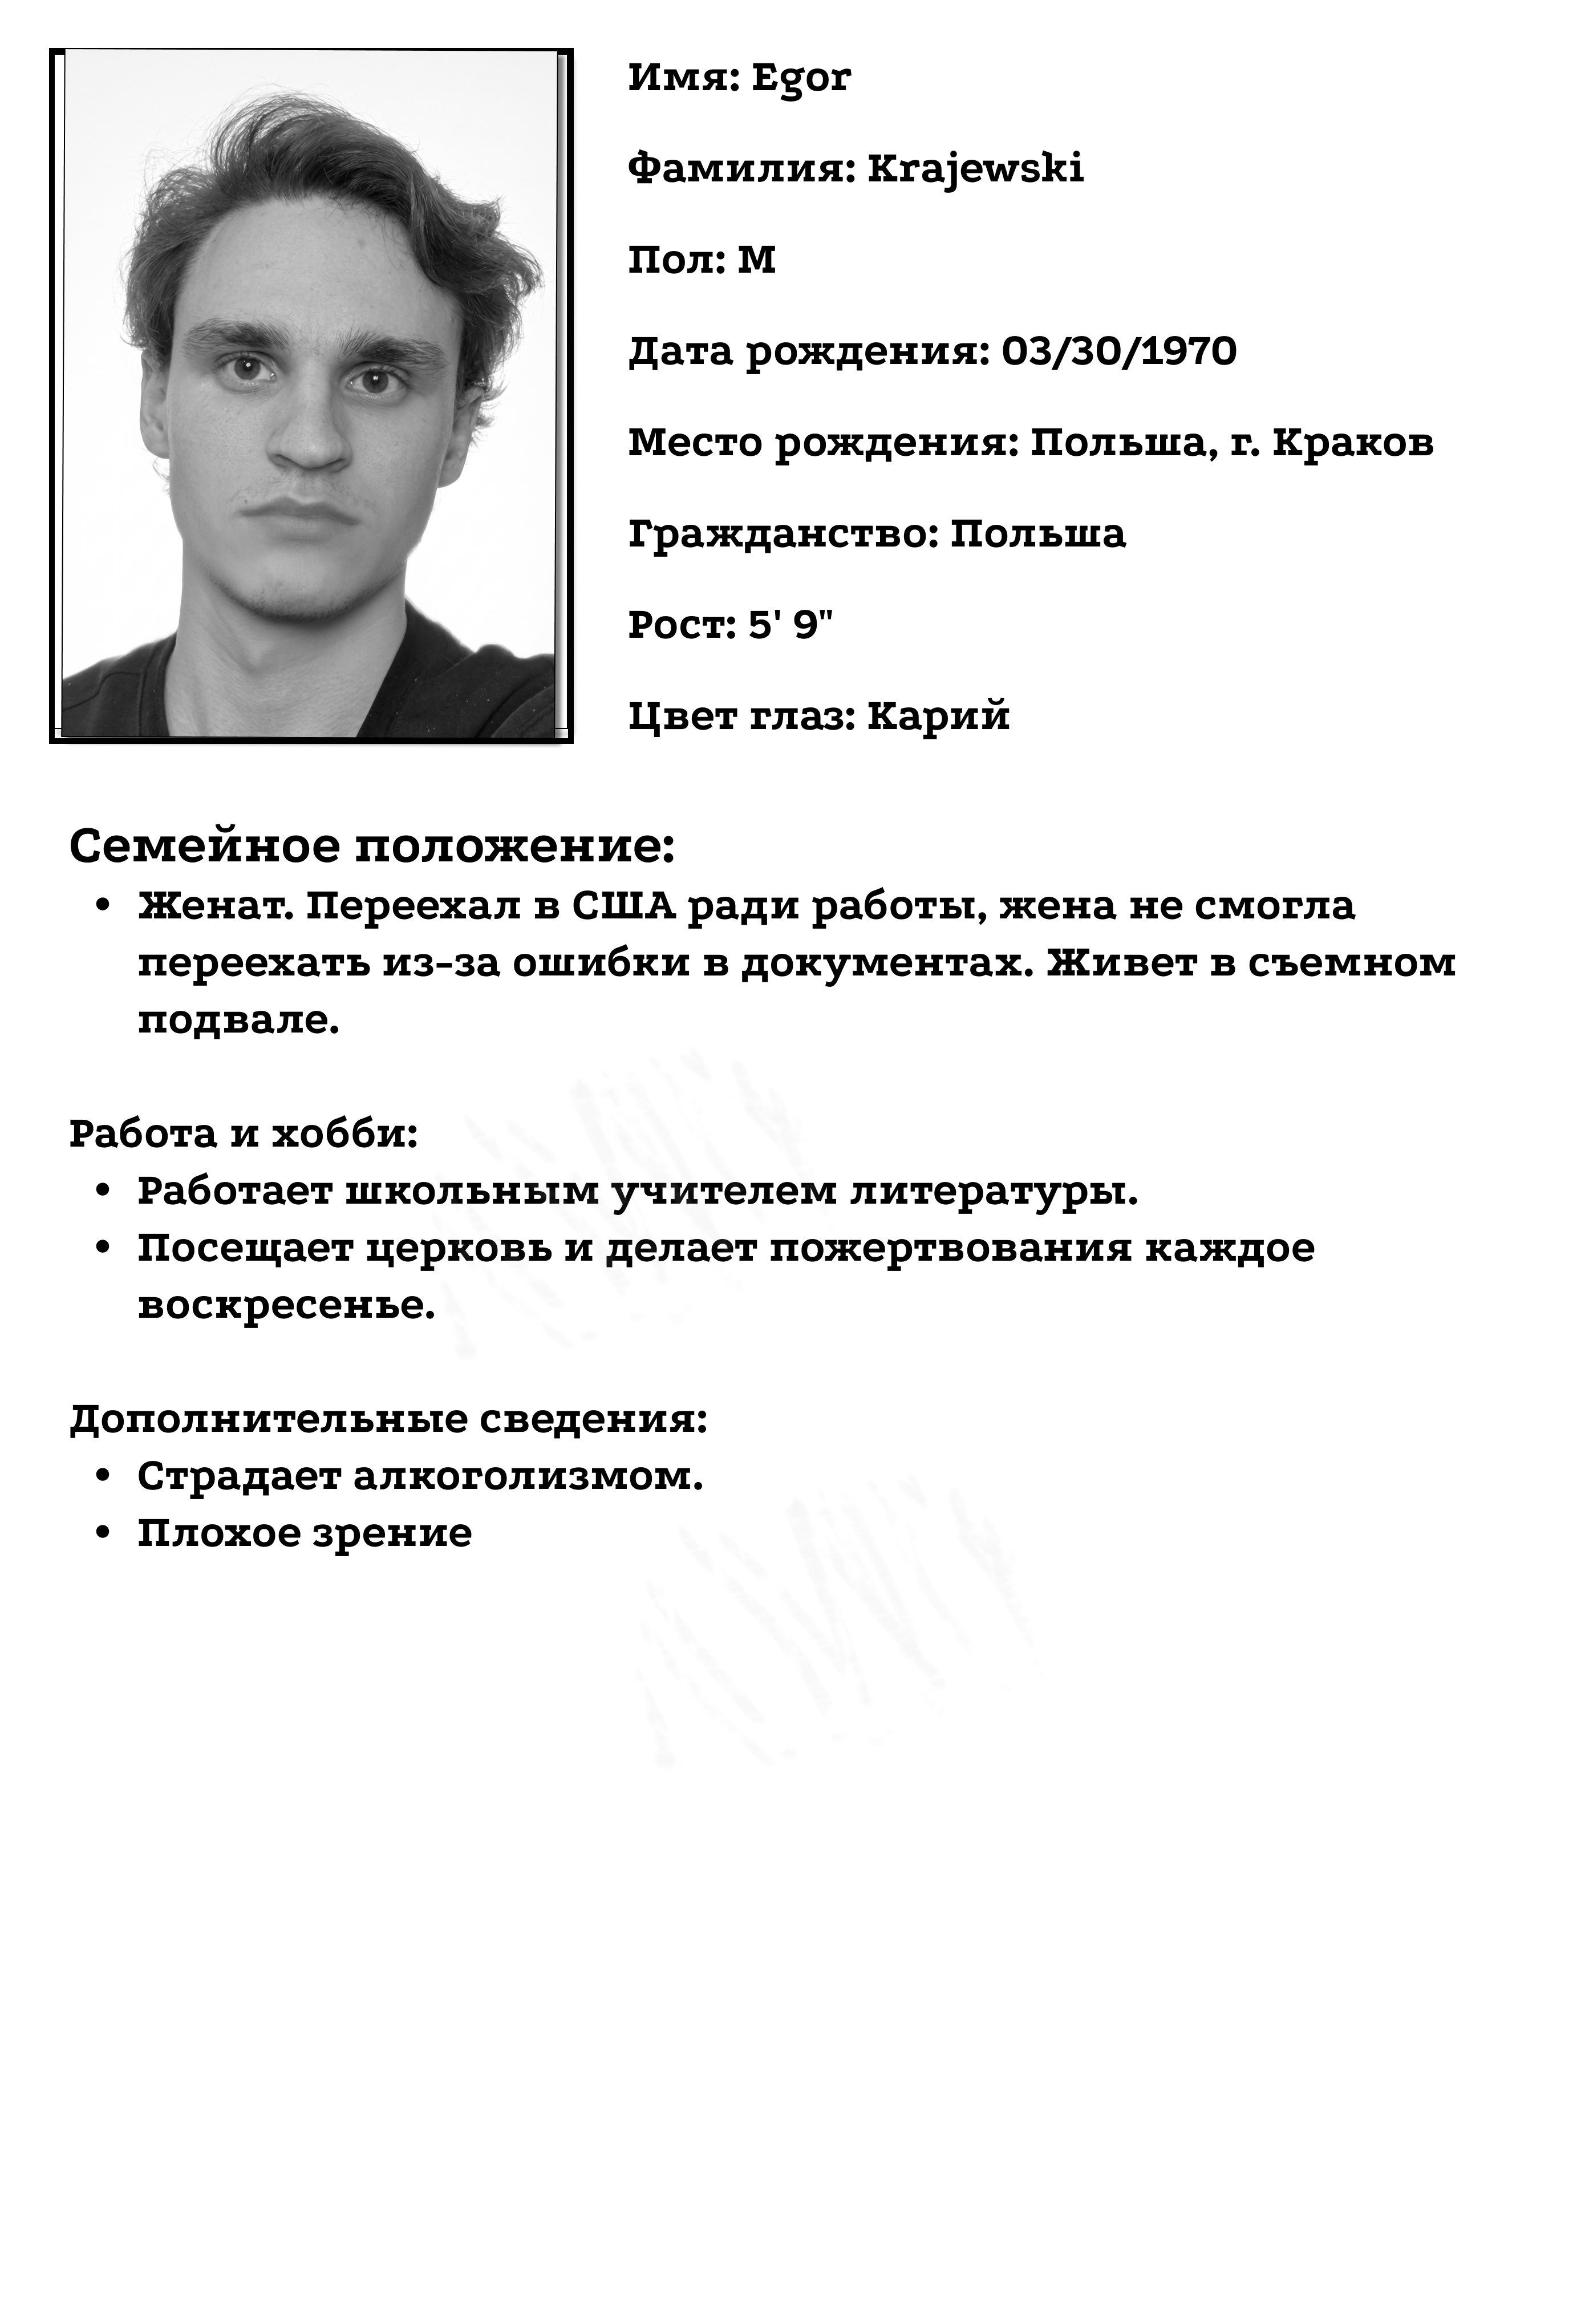 Имя: Egor
Фамилия: Krajewski
Пол: М
Дата рождения: 03/30/1970
Место рождения: Польша, г. Краков
Гражданство: Польша
Рост: 5' 9"
Цвет глаз: Карий
Семейное положение:
• Женат. Переехал в США ради работы, жена не смогла
переехать из-за ошибки в документах. Живет в съемном
подвале.
Работа и хобби:
• Работает школьным учителем литературы.
• Посещает церковь и делает пожертвования каждое
воскресенье.
Дополнительные сведения:
• Страдает алкоголизмом.
• Плохое зрение